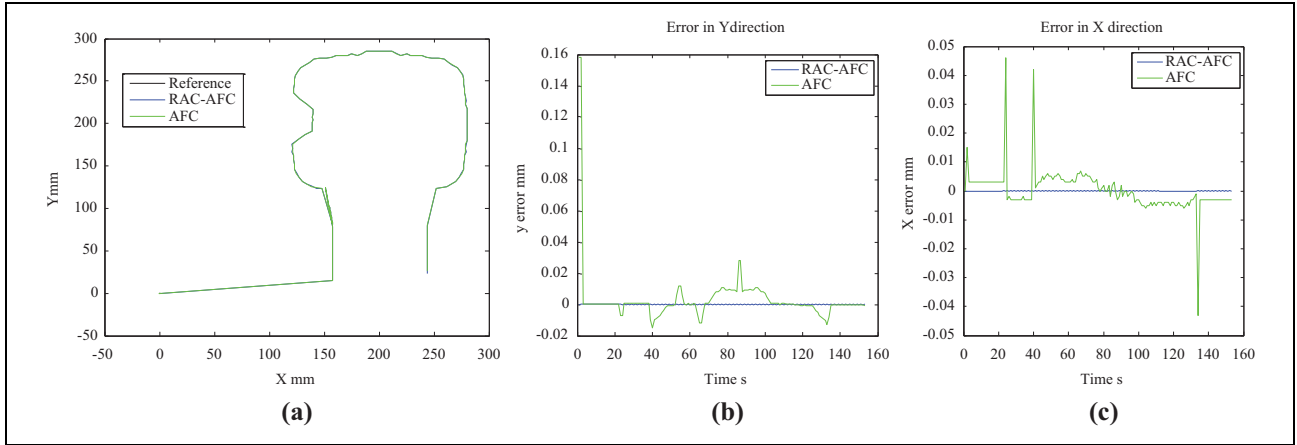 300
250
200
150
100
50
0
-50
Ymm
Reference
RAC-AFC
AFC
-50 0 50 100 150 200 250 300
X mm
(a)
Error in Ydirection
0.16
0.14
0.12
0.1
0.08
0.06
0.04
0.02
0
-0.02
y error mm
RAC-AFC
AFC
0 20 40 60 80 100 120 140 160
Time s
(b)
Error in X direction
0.05
0.04
0.03
0.02
0.010
0
-0.01
-0.02
-0.03
-0.04
-0.05
X error mm
RAC-AFC
AFC
0 20 40 60 80 100 120 140 160
Time s
(c)